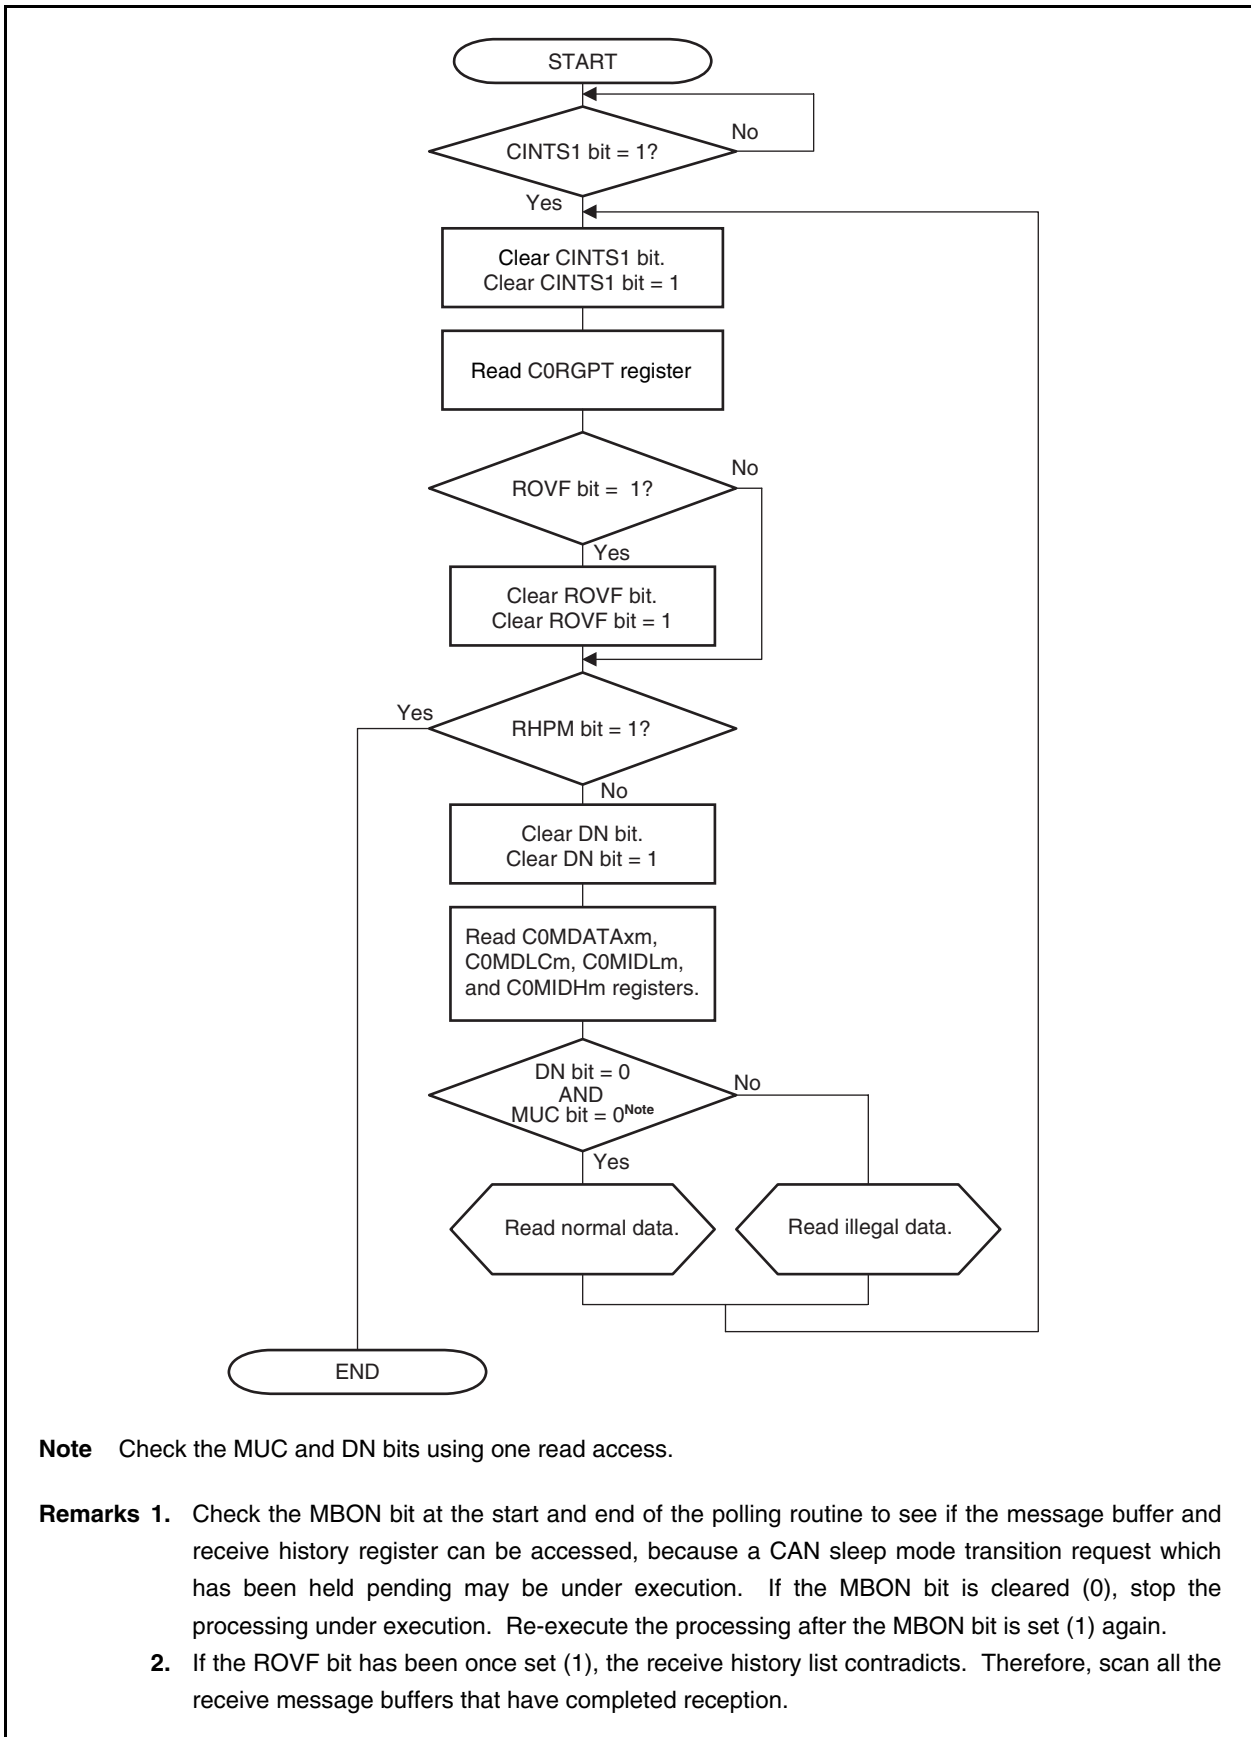 START
CINTS1 bit = 1?
No
Yes
Clear CINTS1 bit.
Clear CINTS1 bit = 1
Read C0RGPT register
ROVF bit = 1?
No
Yes
Clear ROVF bit.
Clear ROVF bit = 1
RHPM bit = 1?
Yes
No
Clear DN bit.
Clear DN bit = 1
Read C0MDATAxm,
C0MDLCm, C0MIDLm,
and C0MIDHm registers.
DN bit = 0
AND
MUC bit = 0Note
No
Yes
Read normal data.
Read illegal data.
END
Note Check the MUC and DN bits using one read access.
Remarks 1. Check the MBON bit at the start and end of the polling routine to see if the message buffer and
receive history register can be accessed, because a CAN sleep mode transition request which
has been held pending may be under execution. If the MBON bit is cleared (0), stop the
processing under execution. Re-execute the processing after the MBON bit is set (1) again.
2. If the ROVF bit has been once set (1), the receive history list contradicts. Therefore, scan all the
receive message buffers that have completed reception.